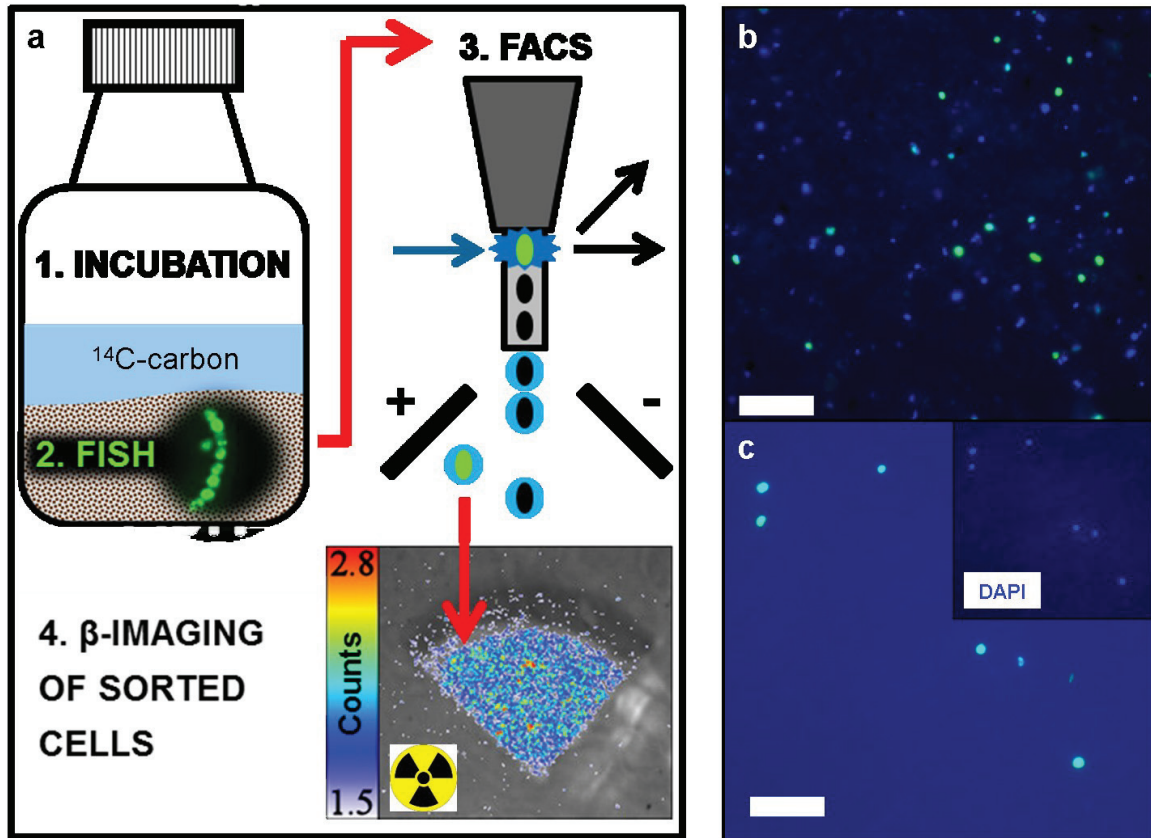 a
1. INCUBATION
¹⁴C-carbon
2. FISH
3. FACS
+
-
4. β-IMAGING
OF SORTED
CELLS
2.8
Counts
1.5
b
c
DAPI